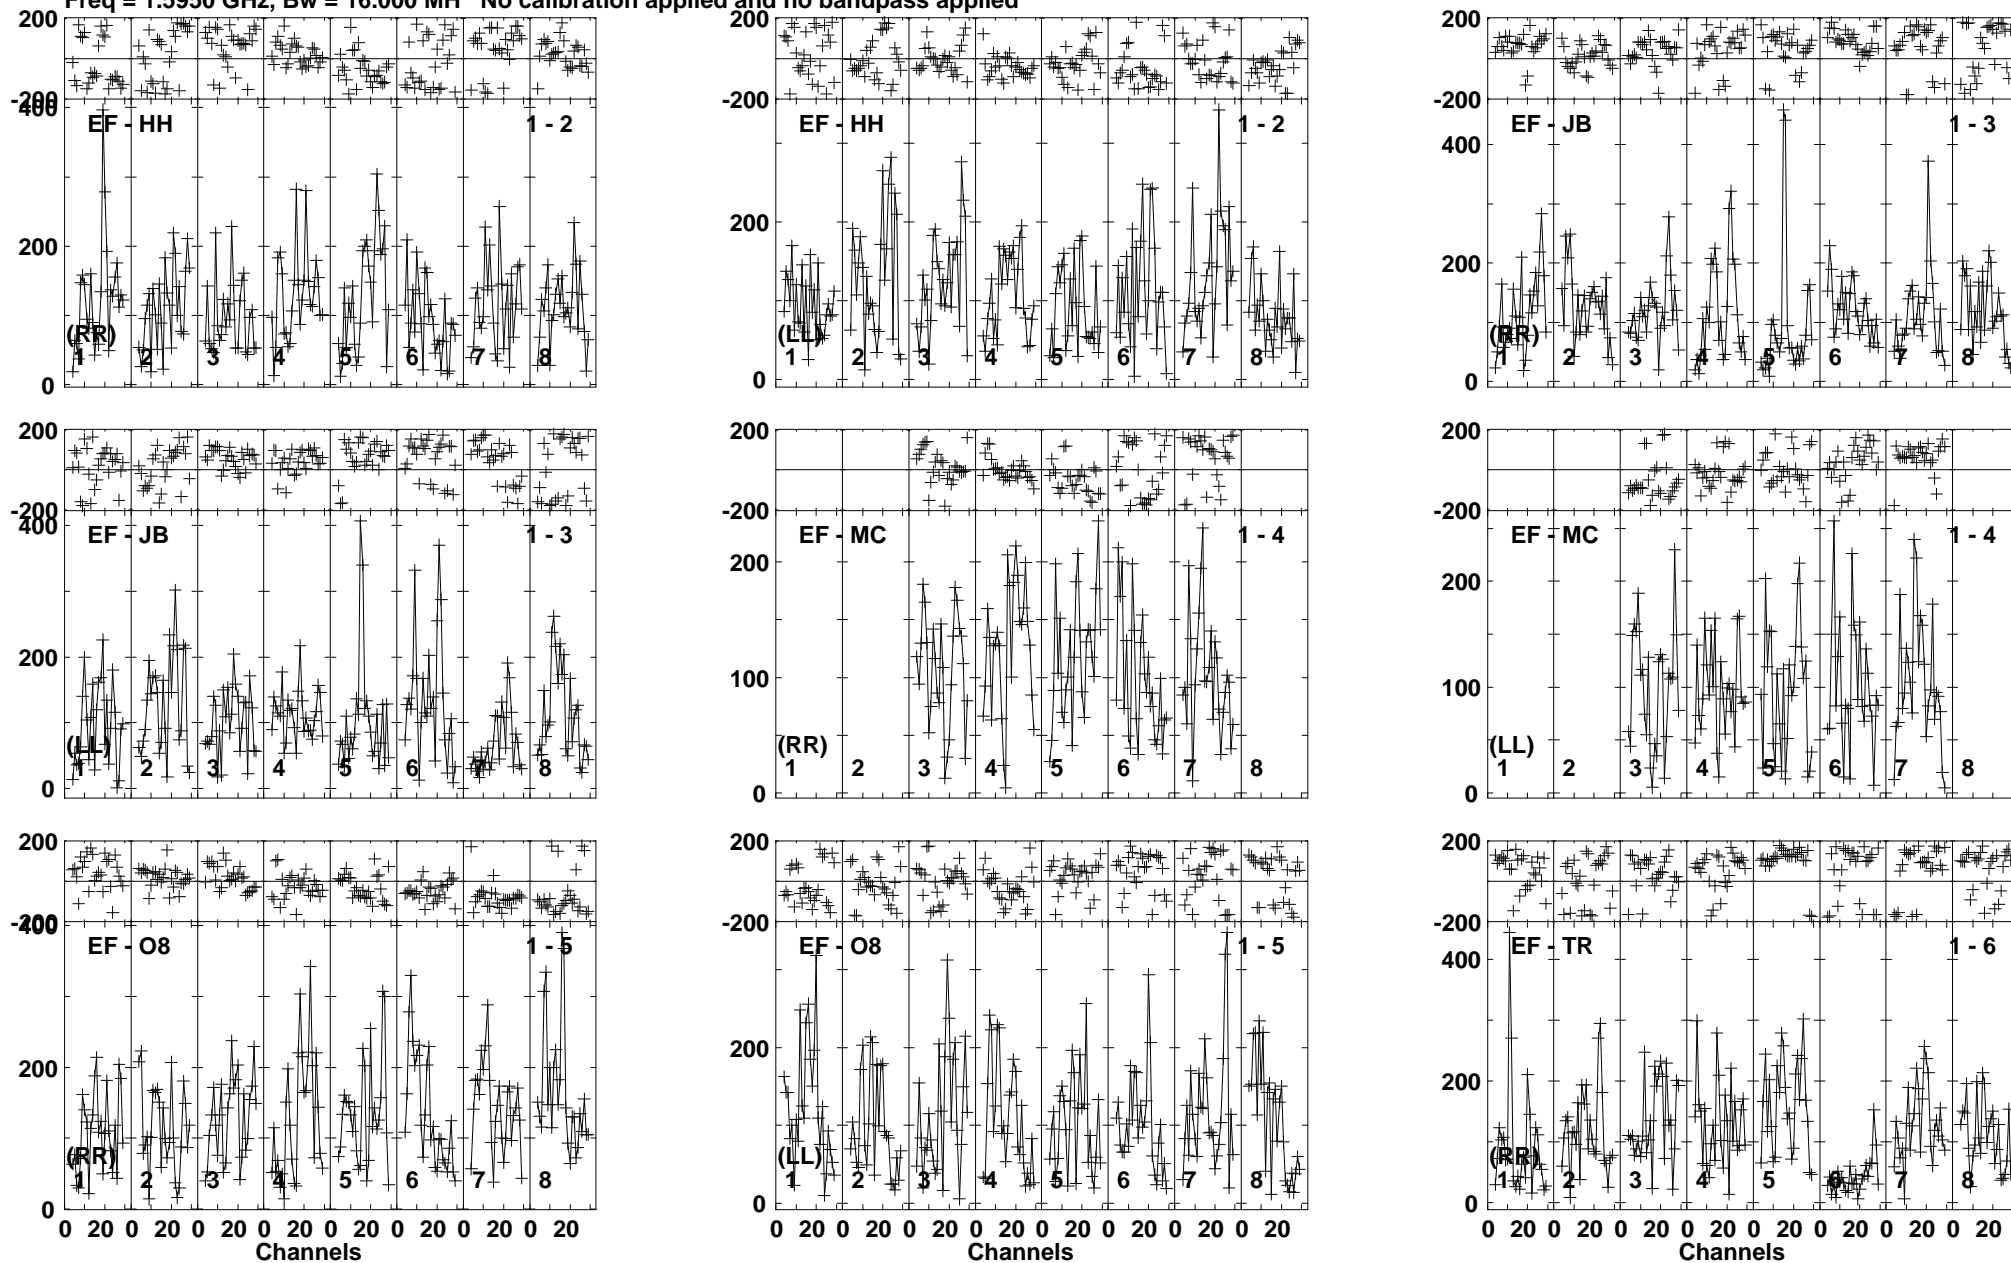 Freq = 1.5950 GHz, Bw = 16.000 MH No calibration applied and no bandpass applied
200 200 200
-200 -200 -200
400 EF - HH 1 - 2 EF - HH 1 - 2 EF - JB 1 - 3
400
200 200 200
(RR) (LL) (RR)
1 2 3 4 5 6 7 8 1 2 3 4 5 6 7 8 1 2 3 4 5 6 7 8
0 0 0
200 200 200
-200 -200 -200
400 EF - JB 1 - 3 EF - MC 1 - 4 EF - MC 1 - 4
200 200 200
100 100
(LL) (RR) (LL)
1 2 3 4 5 6 7 8 1 2 3 4 5 6 7 8 1 2 3 4 5 6 7 8
0 0 0
200 200 200
-200 -200 -200
400 EF - O8 1 - 5 EF - O8 1 - 5 EF - TR 1 - 6
400
200 200 200
(RR) (LL) (RR)
1 2 3 4 5 6 7 8 1 2 3 4 5 6 7 8 1 2 3 4 5 6 7 8
0 0 0
0 20 0 20 0 20 0 20 0 20 0 20 0 20 0 20 0 20 0 20 0 20 0 20 0 20 0 20 0 20 0 20 0 20 0 20 0 20 0 20 0 20 0 20 0 20 0 20
Channels Channels Channels